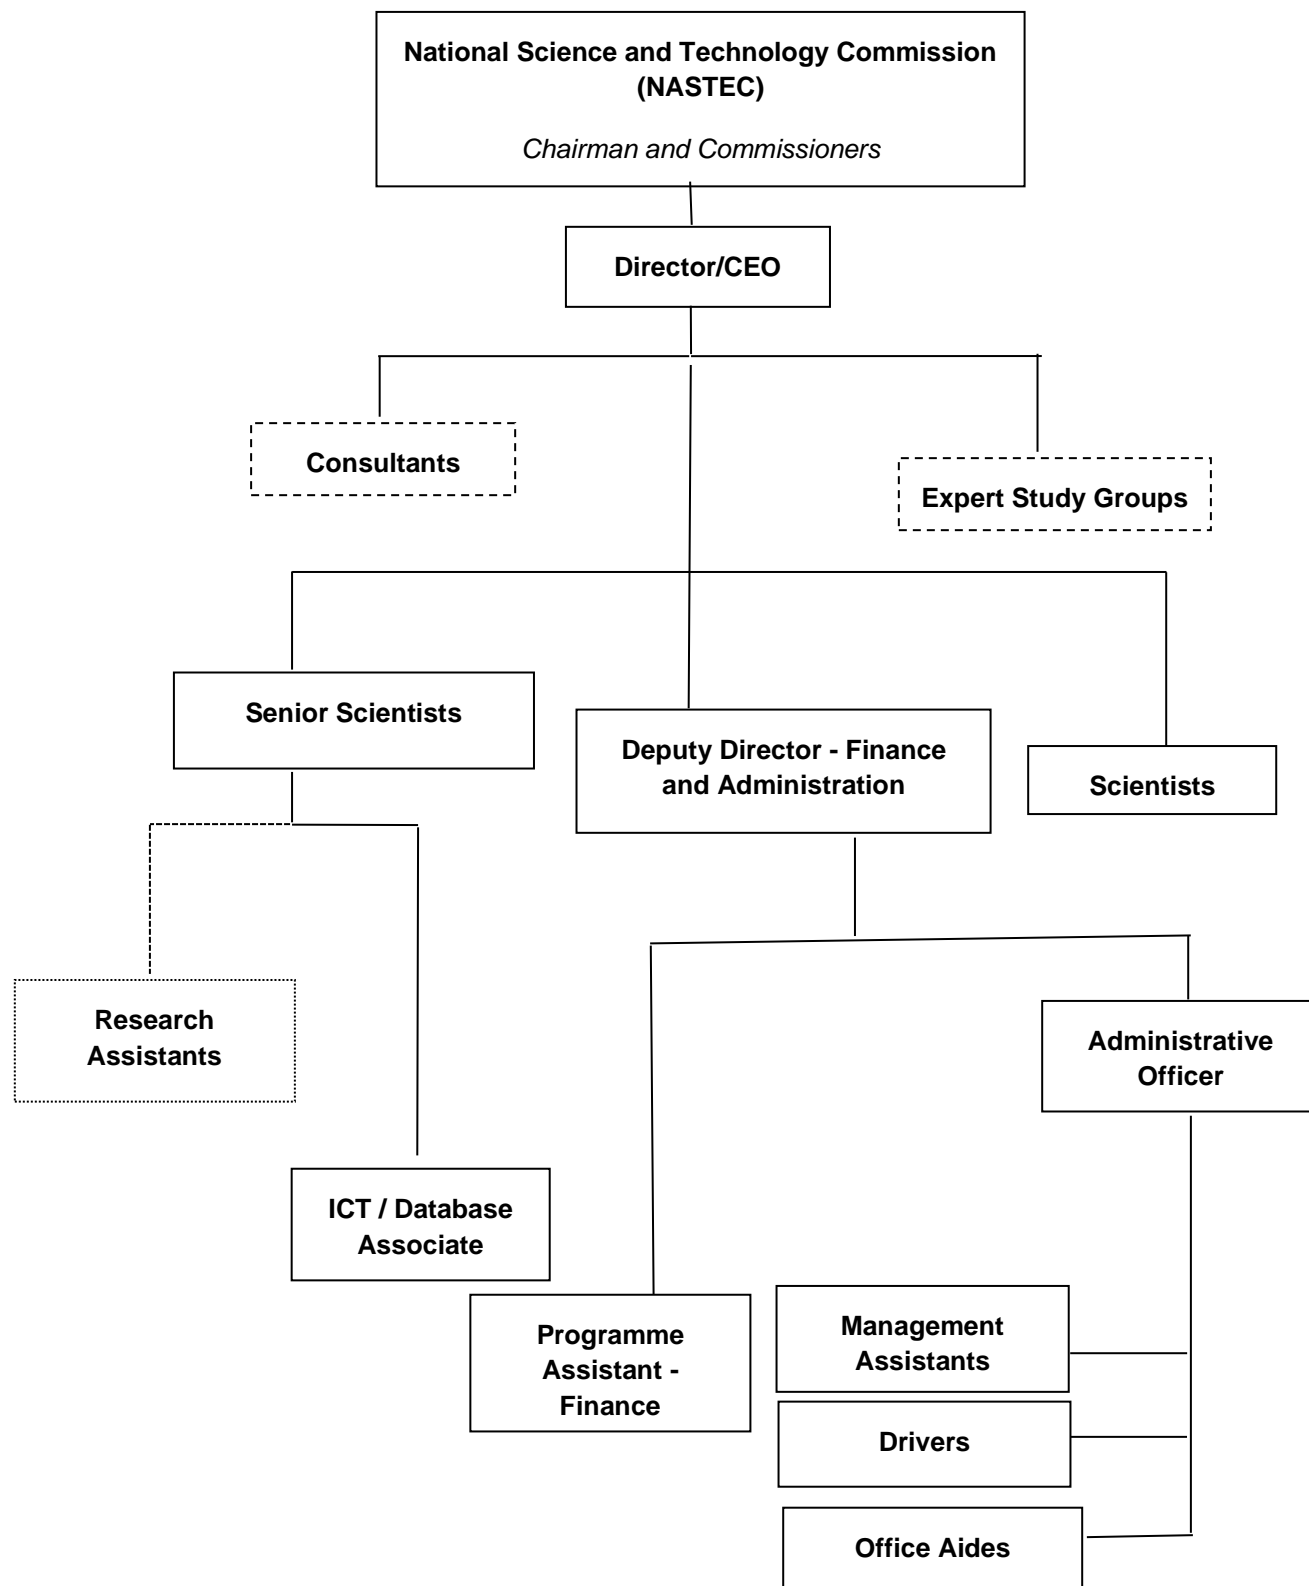 National Science and Technology Commission
(NASTEC)
Chairman and Commissioners
Director/CEO
Consultants
Expert Study Groups
Senior Scientists
Deputy Director - Finance
and Administration
Scientists
Research
Assistants
Administrative
Officer
ICT / Database
Associate
Programme
Assistant -
Finance
Management
Assistants
Drivers
Office Aides